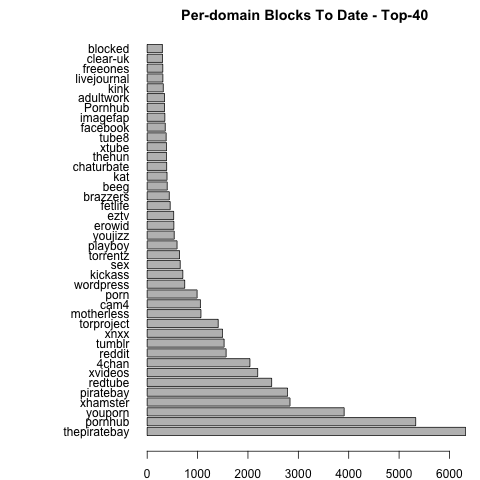 Per-domain Blocks To Date - Top-40
blocked
clear-uk
freeones
livejournal
kink
adultwork
Pornhub
imagefap
facebook
tube8
xtube
thehun
chaturbate
kat
beeg
brazzers
fetlife
eztv
erowid
youjizz
playboy
torrentz
sex
kickass
wordpress
porn
cam4
motherless
torproject
xnxx
tumblr
reddit
4chan
xvideos
redtube
piratebay
xhamster
youporn
pornhub
thepiratebay
0 1000 2000 3000 4000 5000 6000